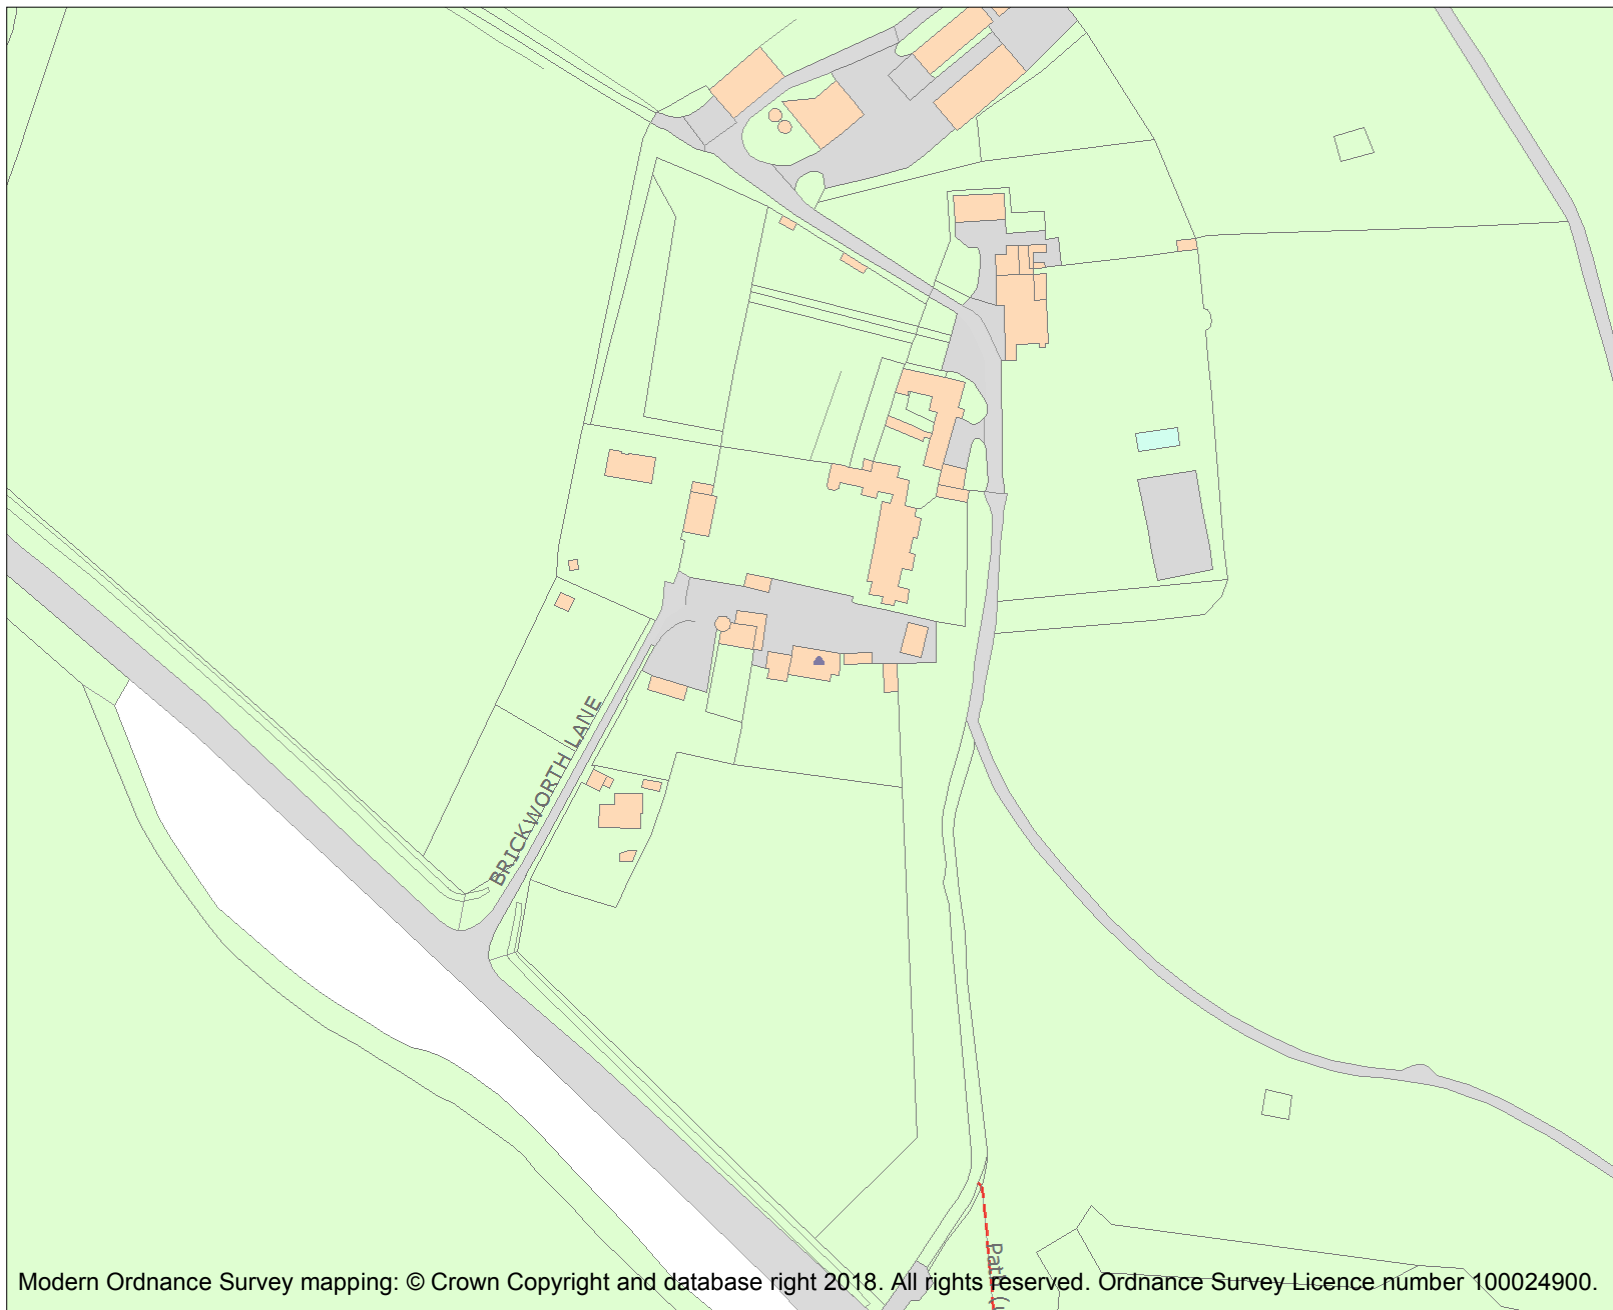 BRICKWORTH LANE
Path (
Modern Ordnance Survey mapping: © Crown Copyright and database right 2018. All rights reserved. Ordnance Survey Licence number 100024900.